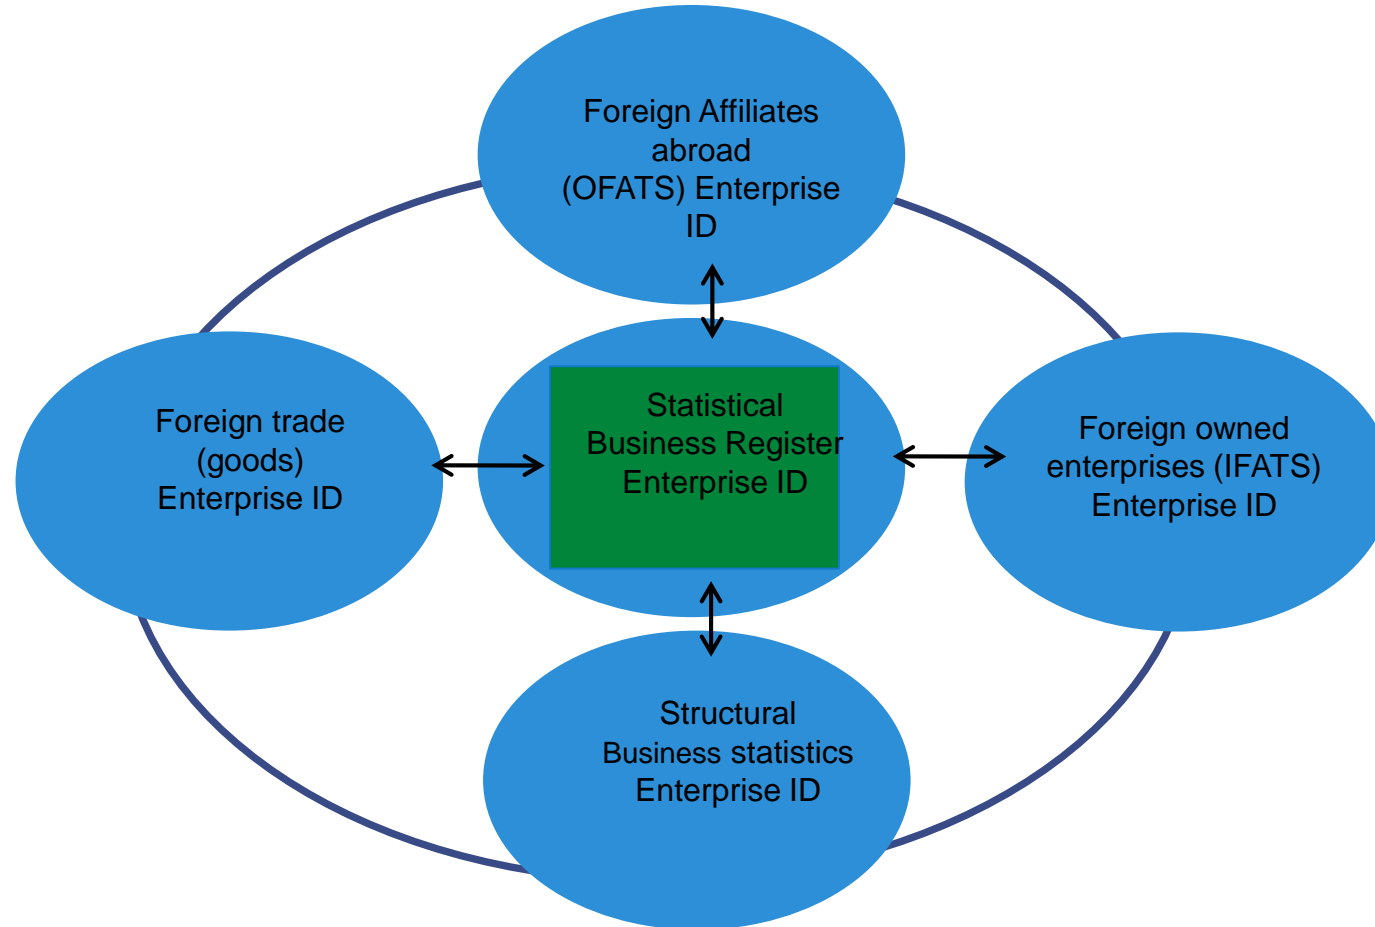 Foreign Affiliates
abroad
(OFATS) Enterprise
ID
Foreign trade
(goods)
Enterprise ID
Statistical
Business Register
Enterprise ID
Foreign owned
enterprises (IFATS)
Enterprise ID
Structural
Business statistics
Enterprise ID